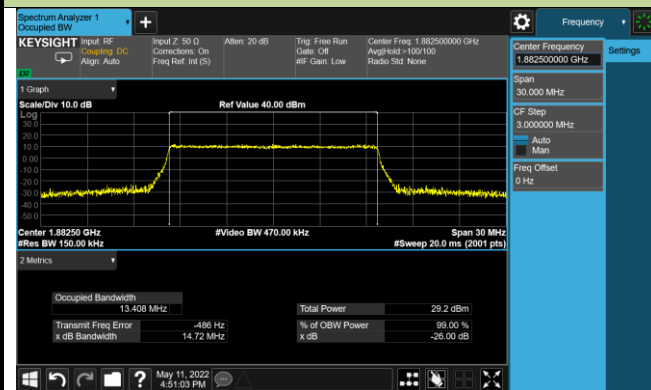 Spectrum Analyzer 1
Occupied BW
Frequency
KEYSIGHT
Input: RF
Coupling: DC
Align: Auto
Input Z: 50 Ω
Corrections: On
Freq Ref: Int (S)
Atten: 20 dB
Trig: Free Run
Gate: Off
#IF Gain: Low
Center Freq: 1.882500000 GHz
Avg|Hold:>100/100
Radio Std: None
Center Frequency
1.882500000 GHz
Settings
Span
30.000 MHz
CF Step
3.000000 MHz
Auto
Man
Freq Offset
0 Hz
1 Graph
Scale/Div 10.0 dB
Ref Value 40.00 dBm
Log
30.0
20.0
10.0
0.00
-10.0
-20.0
-30.0
-40.0
-50.0
Center 1.88250 GHz
#Video BW 470.00 kHz
Span 30 MHz
#Res BW 150.00 kHz
#Sweep 20.0 ms (2001 pts)
2 Metrics
Occupied Bandwidth
13.408 MHz
Total Power 29.2 dBm
Transmit Freq Error -486 Hz
% of OBW Power 99.00 %
x dB Bandwidth 14.72 MHz
x dB -26.00 dB
May 11, 2022
4:51:03 PM